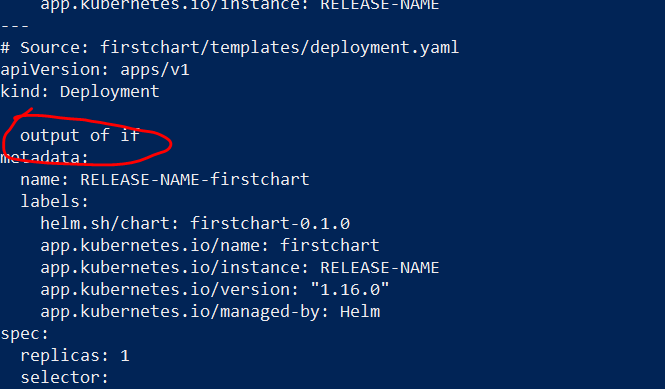 app.kubernetes.io/instance: RELEASE-NAME
---
# Source: firstchart/templates/deployment.yaml
apiVersion: apps/v1
kind: Deployment
output of if
metadata:
name: RELEASE-NAME-firstchart
labels:
helm.sh/chart: firstchart-0.1.0
app.kubernetes.io/name: firstchart
app.kubernetes.io/instance: RELEASE-NAME
app.kubernetes.io/version: "1.16.0"
app.kubernetes.io/managed-by: Helm
spec:
replicas: 1
selector: